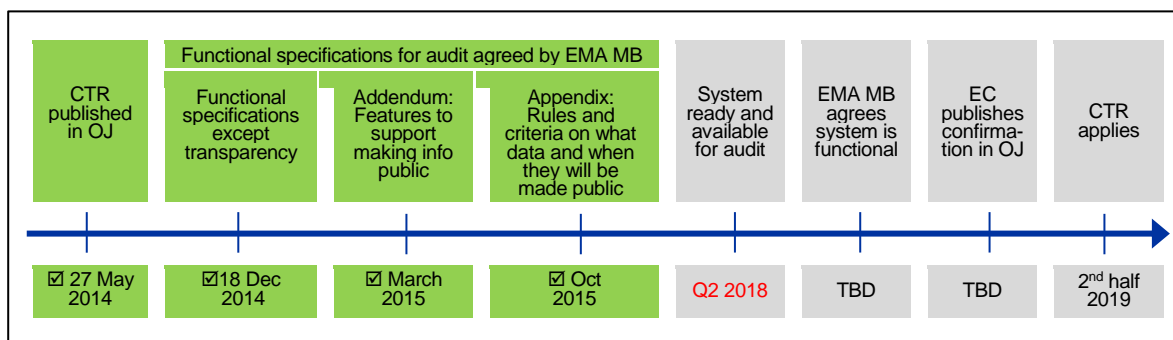 Functional specifications for audit agreed by EMA MB
CTR
published
in OJ
Functional
specifications
except
transparency
Addendum:
Features to
support
making info
public
Appendix:
Rules and
criteria on what
data and when
they will be
made public
System
ready and
available
for audit
EMA MB
agrees
system is
functional
EC
publishes
confirma-
tion in OJ
CTR
applies
☑ 27 May
2014
☑18 Dec
2014
☑ March
2015
☑ Oct
2015
Q2 2018
TBD
TBD
2nd half
2019